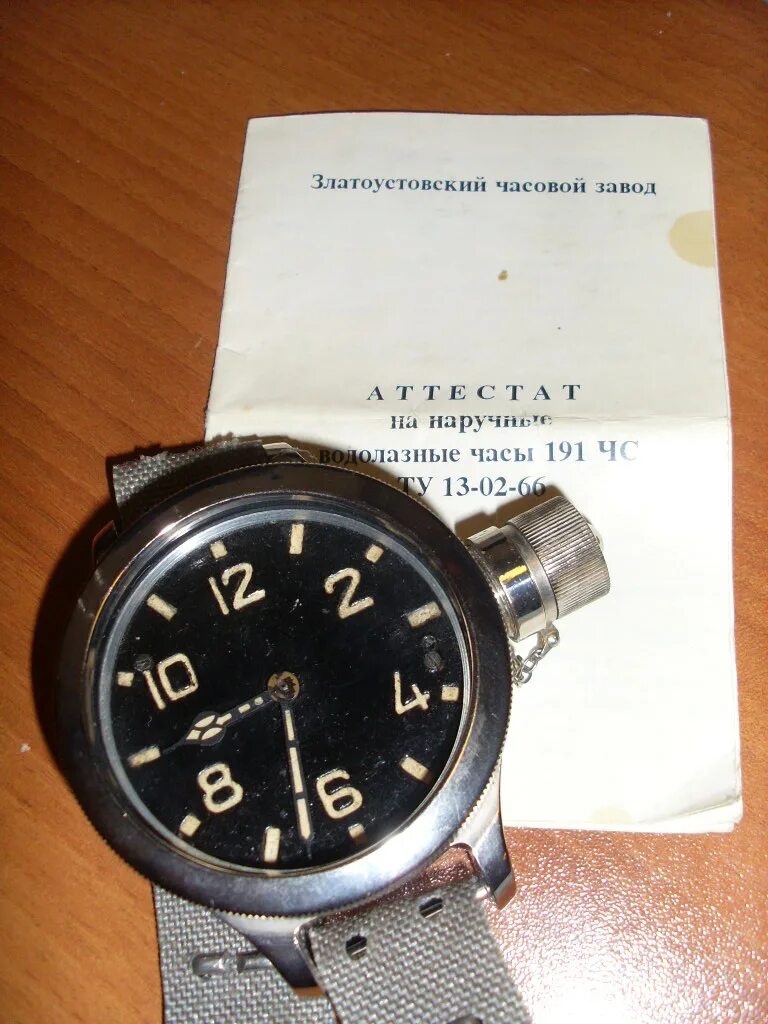 Златоустовский часовой завод
АТТЕСТАТ
на наручные
водолазные часы 191 ЧС
ТУ 13-02-66
12
2
10
4
8
6